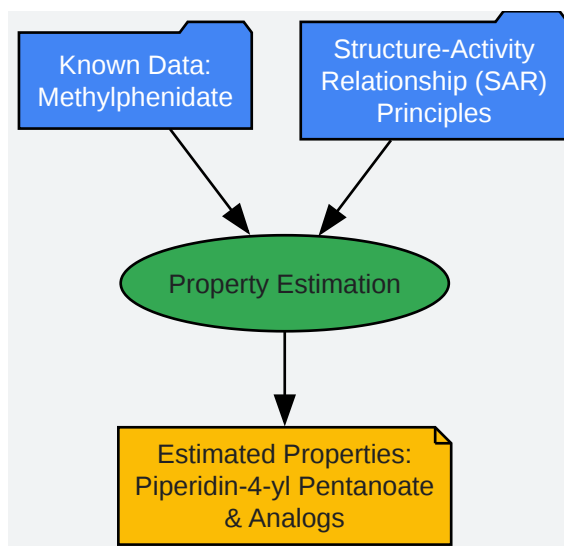 Known Data:
Methylphenidate
Structure-Activity
Relationship (SAR)
Principles
Property Estimation
Estimated Properties:
Piperidin-4-yl Pentanoate
& Analogs